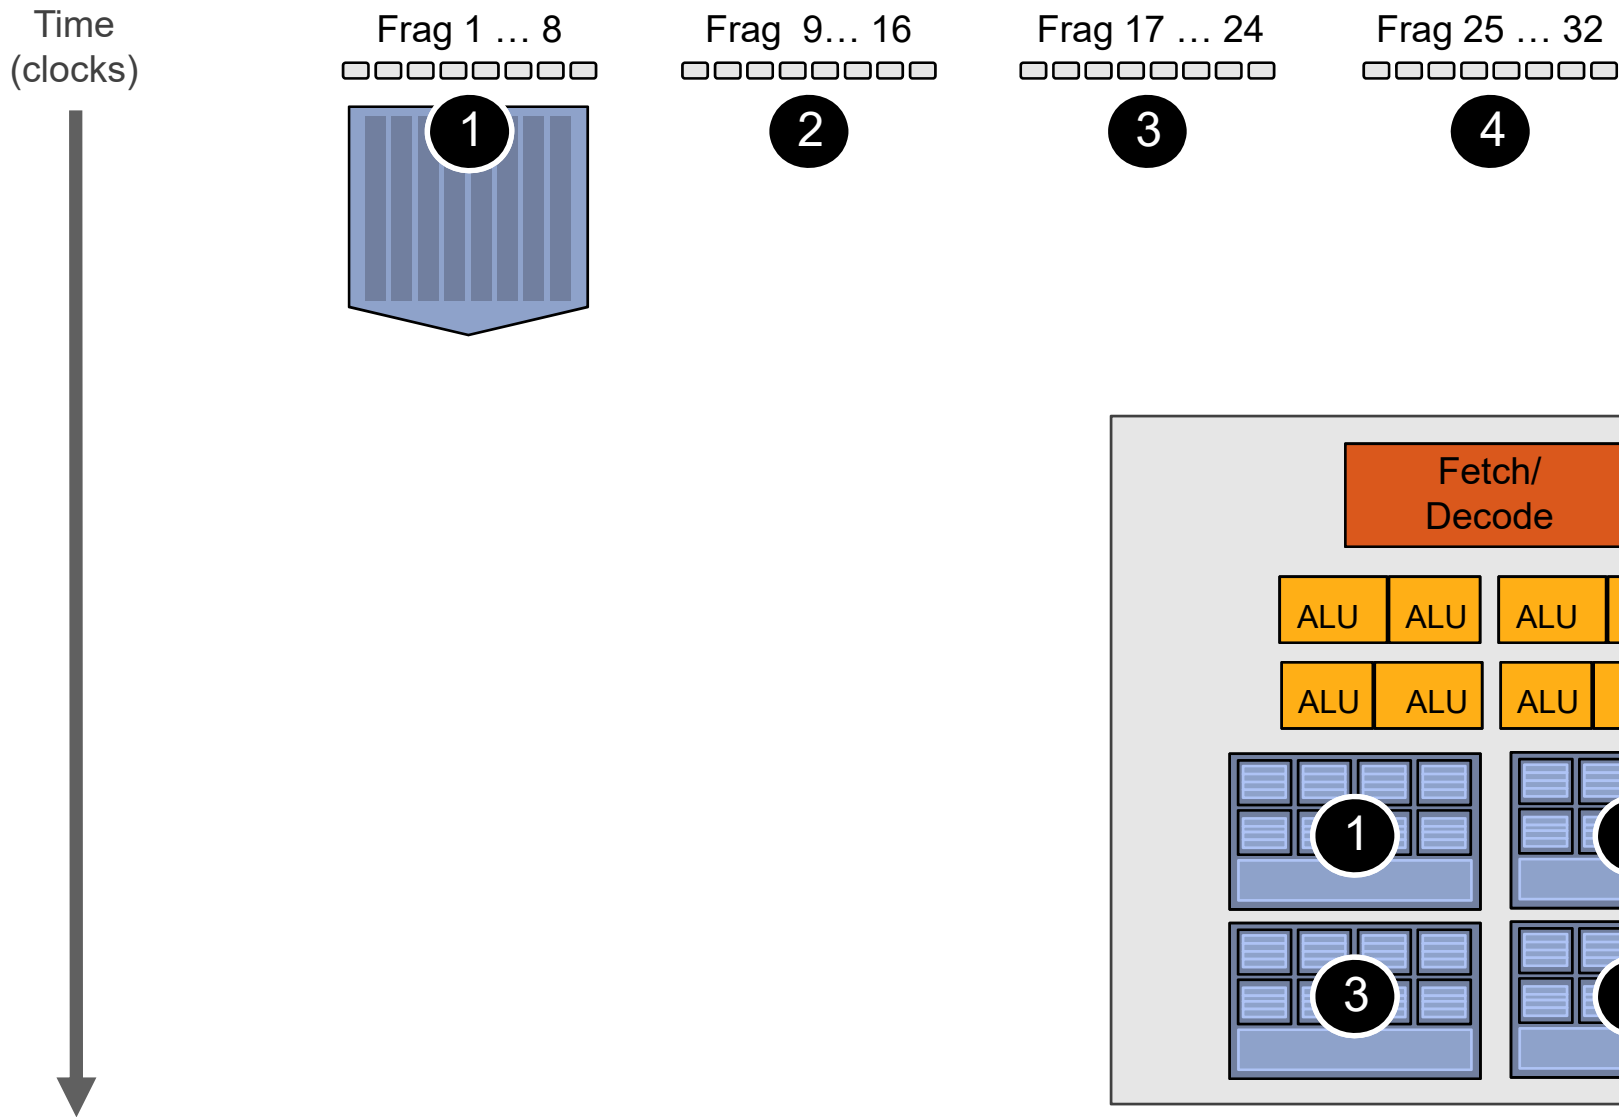 Time
(clocks)
Frag 1 … 8
Frag 9… 16
Frag 17 … 24
Frag 25 … 32
1
2
3
4
Fetch/
Decode
ALU ALU ALU
ALU ALU ALU
1
3